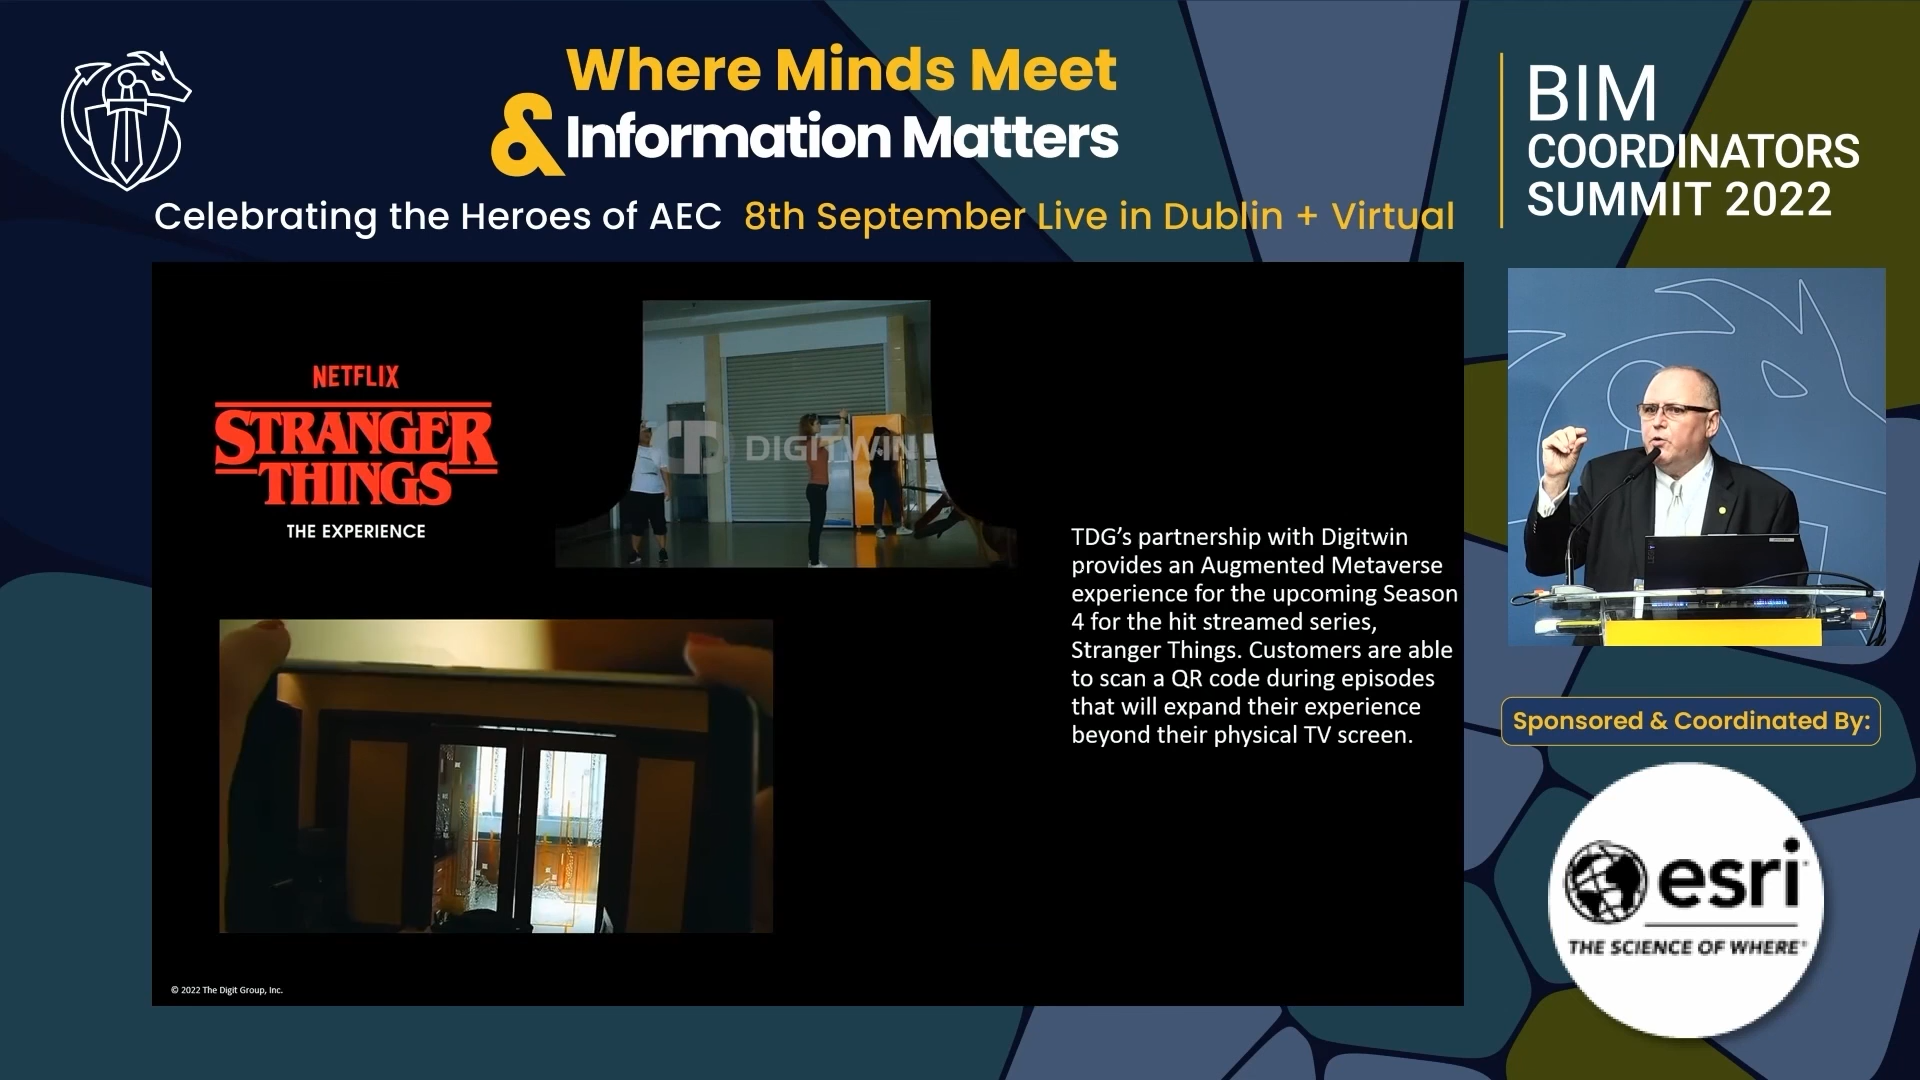 Where Minds Meet
& Information Matters
Celebrating the Heroes of AEC 8th September Live in Dublin + Virtual
BIM
COORDINATORS
SUMMIT 2022
NETFLIX
STRANGER
THINGS
THE EXPERIENCE
DIGITWIN
TDG’s partnership with Digitwin
provides an Augmented Metaverse
experience for the upcoming Season
4 for the hit streamed series,
Stranger Things. Customers are able
to scan a QR code during episodes
that will expand their experience
beyond their physical TV screen.
© 2022 The Digit Group, Inc.
Sponsored & Coordinated By:
esri
THE SCIENCE OF WHERE®